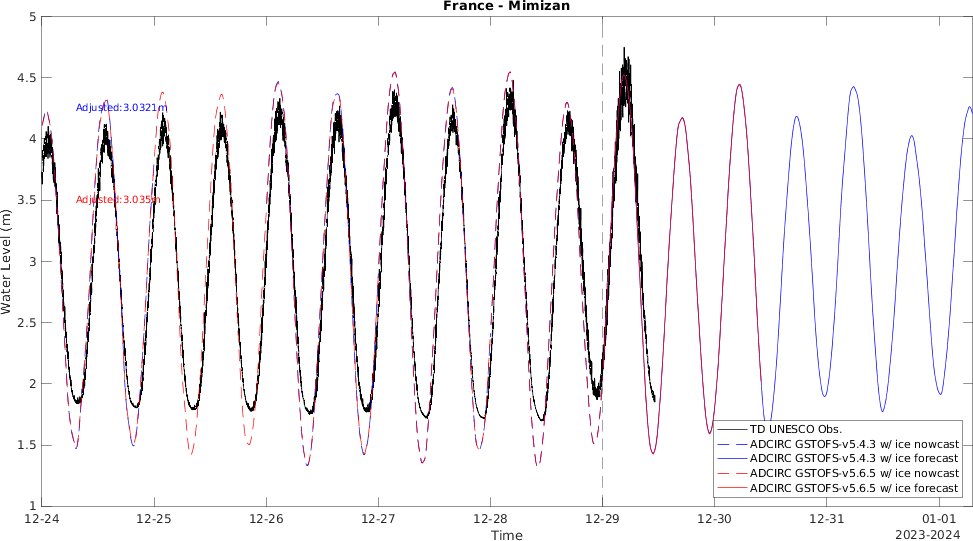 France - Mimizan
Water Level (m)
5
4.5
4
3.5
3
2.5
2
1.5
1
Adjusted:3.0321m
Adjusted:3.035m
TD UNESCO Obs.
ADCIRC GSTOFS-v5.4.3 w/ ice nowcast
ADCIRC GSTOFS-v5.4.3 w/ ice forecast
ADCIRC GSTOFS-v5.6.5 w/ ice nowcast
ADCIRC GSTOFS-v5.6.5 w/ ice forecast
12-24 12-25 12-26 12-27 12-28 12-29 12-30 12-31 01-01
Time
2023-2024